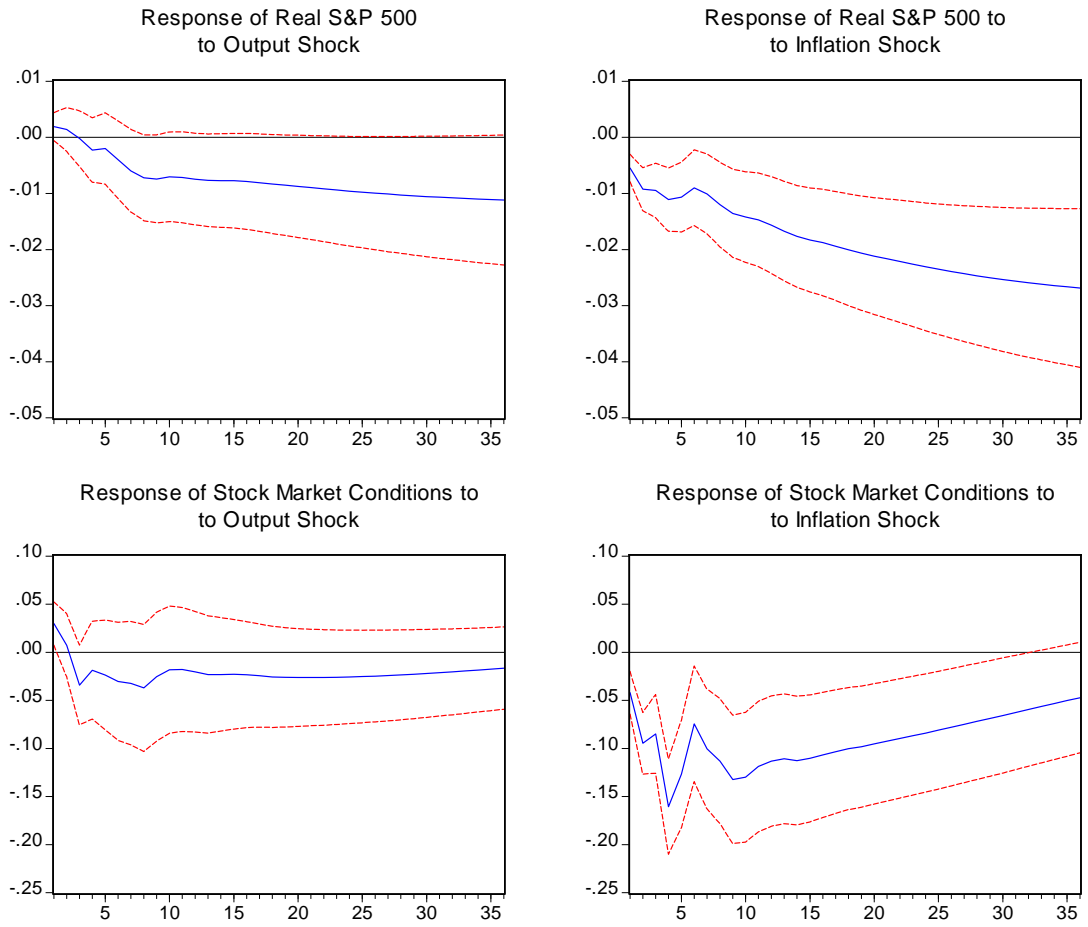 Response of Real S&P 500
to Output Shock
.01
.00
-.01
-.02
-.03
-.04
-.05
5 10 15 20 25 30 35
Response of Real S&P 500 to
to Inflation Shock
.01
.00
-.01
-.02
-.03
-.04
-.05
5 10 15 20 25 30 35
Response of Stock Market Conditions to
to Output Shock
.10
.05
.00
-.05
-.10
-.15
-.20
-.25
5 10 15 20 25 30 35
Response of Stock Market Conditions to
to Inflation Shock
.10
.05
.00
-.05
-.10
-.15
-.20
-.25
5 10 15 20 25 30 35